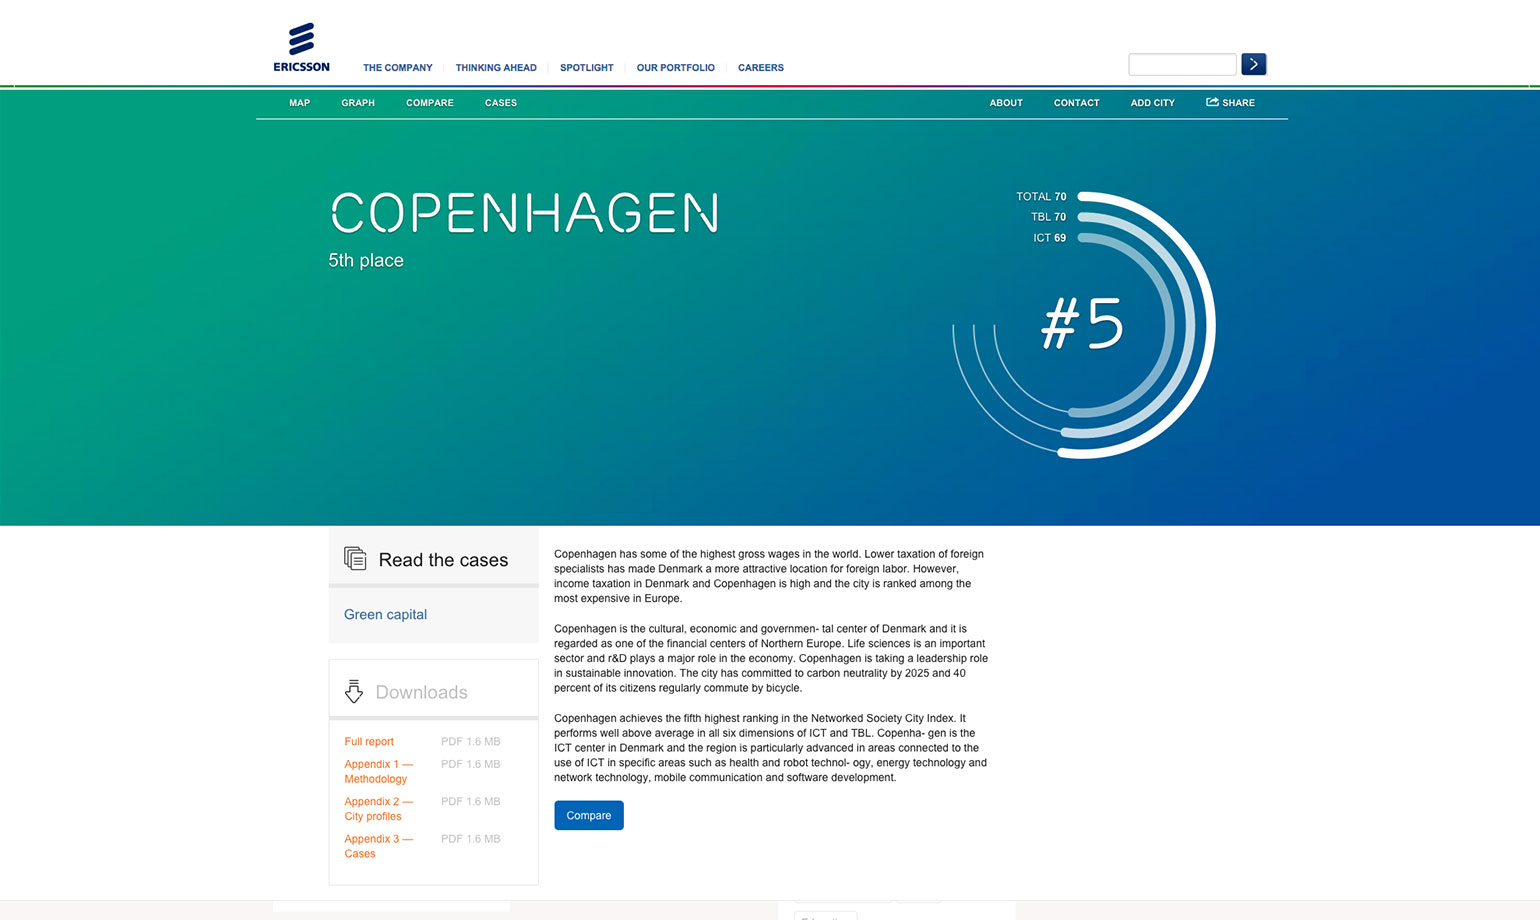 ERICSSON
THE COMPANY
THINKING AHEAD
SPOTLIGHT
OUR PORTFOLIO
CAREERS
MAP
GRAPH
COMPARE
CASES
ABOUT
CONTACT
ADD CITY
SHARE
COPENHAGEN
5th place
TOTAL 70
TBL 70
ICT 69
#5
Read the cases
Green capital
Downloads
Full report PDF 1.6 MB
Appendix 1 — PDF 1.6 MB
Methodology
Appendix 2 — PDF 1.6 MB
City profiles
Appendix 3 — PDF 1.6 MB
Cases
Copenhagen has some of the highest gross wages in the world. Lower taxation of foreign
specialists has made Denmark a more attractive location for foreign labor. However,
income taxation in Denmark and Copenhagen is high and the city is ranked among the
most expensive in Europe.
Copenhagen is the cultural, economic and governmen- tal center of Denmark and it is
regarded as one of the financial centers of Northern Europe. Life sciences is an important
sector and r&D plays a major role in the economy. Copenhagen is taking a leadership role
in sustainable innovation. The city has committed to carbon neutrality by 2025 and 40
percent of its citizens regularly commute by bicycle.
Copenhagen achieves the fifth highest ranking in the Networked Society City Index. It
performs well above average in all six dimensions of ICT and TBL. Copenha- gen is the
ICT center in Denmark and the region is particularly advanced in areas connected to the
use of ICT in specific areas such as health and robot technol- ogy, energy technology and
network technology, mobile communication and software development.
Compare